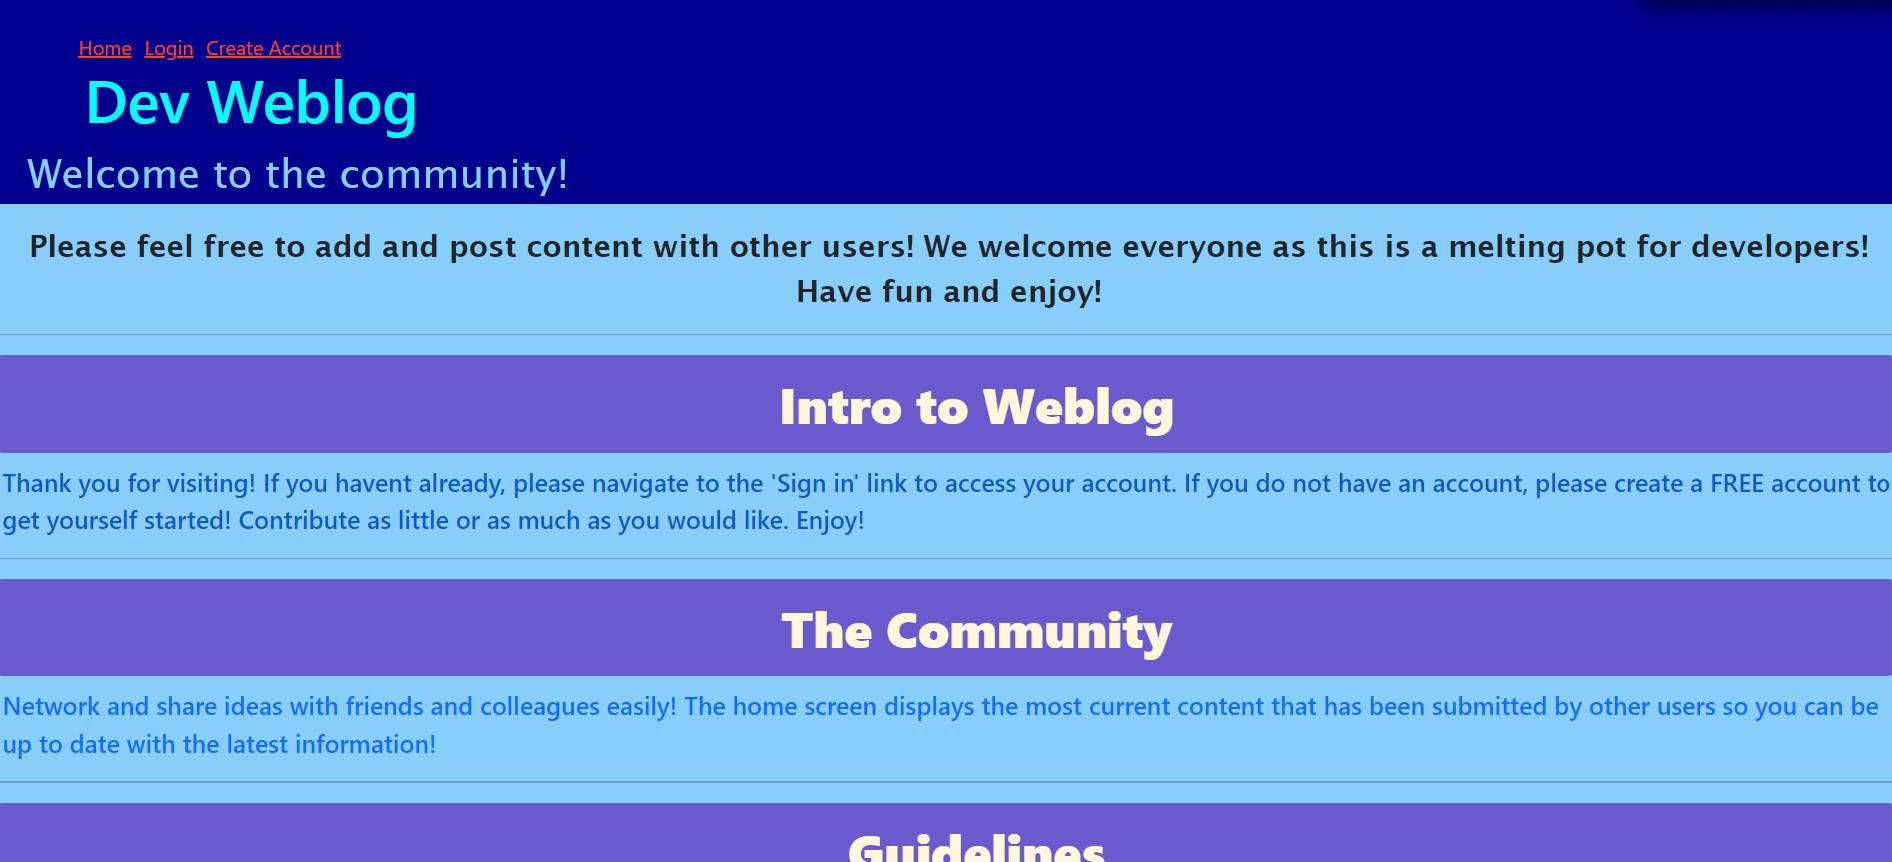 Home Login Create Account
Dev Weblog
Welcome to the community!
Please feel free to add and post content with other users! We welcome everyone as this is a melting pot for developers!
Have fun and enjoy!
Intro to Weblog
Thank you for visiting! If you havent already, please navigate to the 'Sign in' link to access your account. If you do not have an account, please create a FREE account to
get yourself started! Contribute as little or as much as you would like. Enjoy!
The Community
Network and share ideas with friends and colleagues easily! The home screen displays the most current content that has been submitted by other users so you can be
up to date with the latest information!
Guidelines